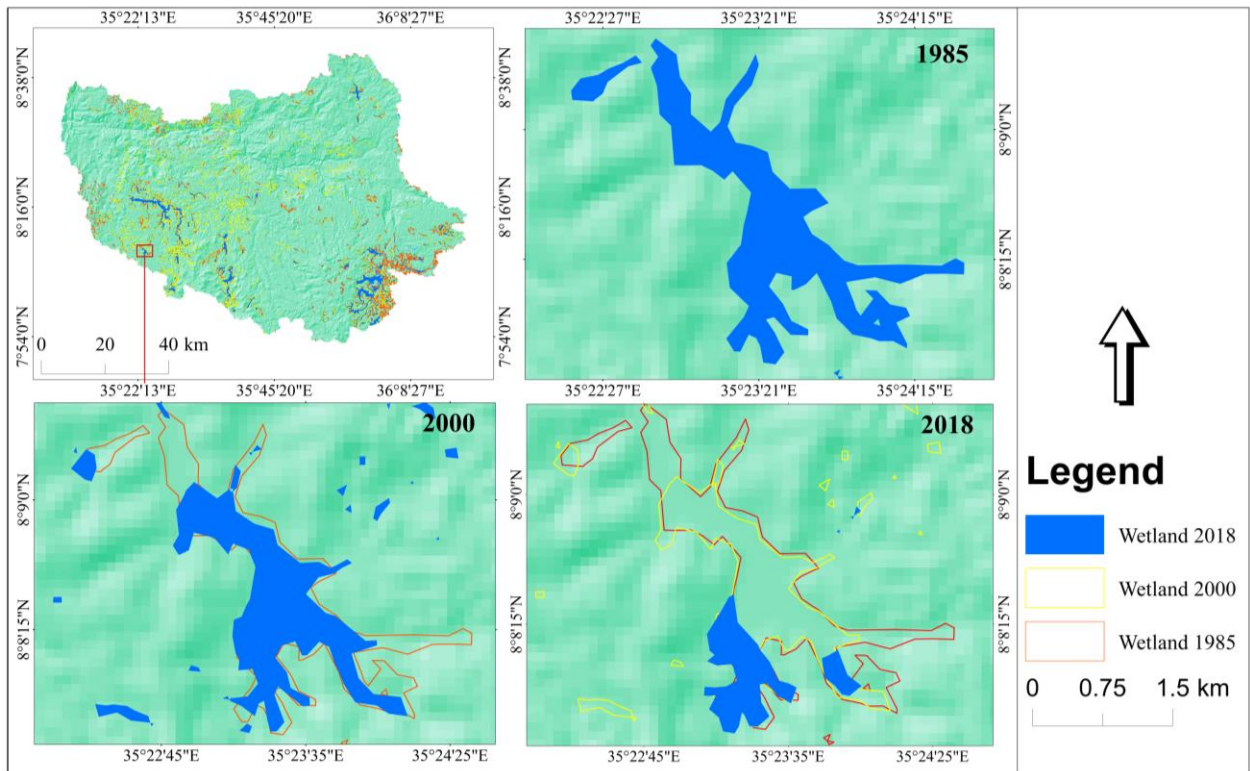 35°22'13"E 35°45'20"E 36°8'27"E
35°22'27"E 35°23'21"E 35°24'15"E
8°38'0"N
8°16'0"N
7°54'0"N
8°38'0"N
8°16'0"N
7°54'0"N
0 20 40 km
1985
8°9'0"N
8°8'15"N
35°22'13"E 35°45'20"E 36°8'27"E
35°22'27"E 35°23'21"E 35°24'15"E
2000
2018
8°9'0"N
8°8'15"N
8°9'0"N
8°8'15"N
8°9'0"N
8°8'15"N
35°22'45"E 35°23'35"E 35°24'25"E
35°22'45"E 35°23'35"E 35°24'25"E
Legend
Wetland 2018
Wetland 2000
Wetland 1985
0 0.75 1.5 km